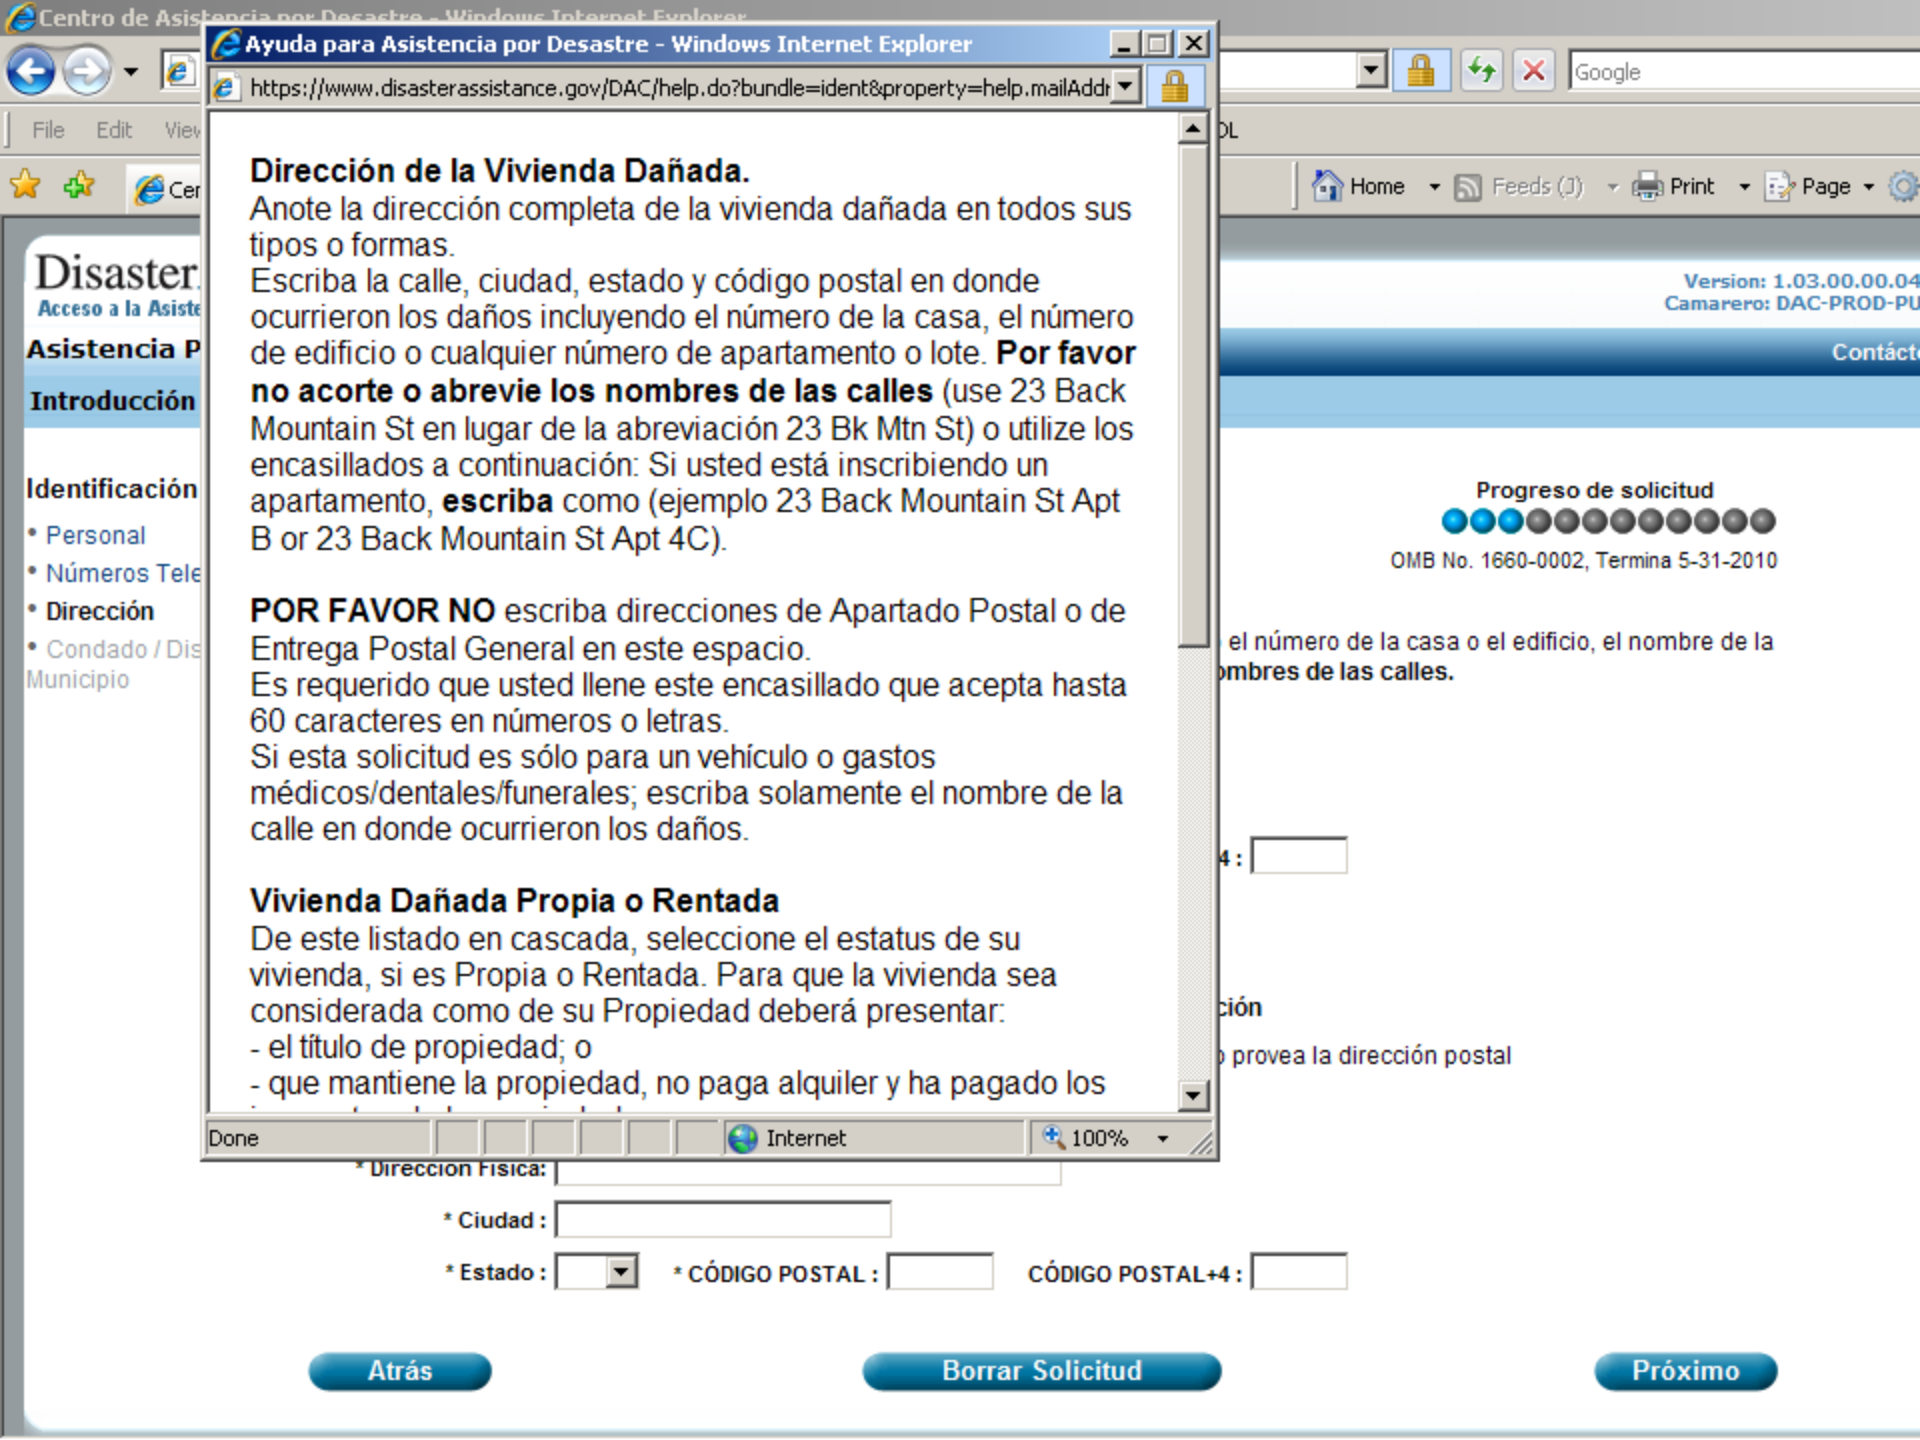 Centro de Asistencia por Desastre - Windows Internet Explorer
Ayuda para Asistencia por Desastre - Windows Internet Explorer
https://www.disasterassistance.gov/DAC/help.do?bundle=ident&property=help.mailAddr
Google
File Edit View
Home Feeds (J) Print Page
Disaster
Acceso a la
Version: 1.03.00.00.04
Camarero: DAC-PROD-PU
Asistencia P
Introducción
Identificación
• Personal
• Números Tele
• Dirección
• Condado / Dis
Municipio
Dirección de la Vivienda Dañada.
Anote la dirección completa de la vivienda dañada en todos sus
tipos o formas.
Escriba la calle, ciudad, estado y código postal en donde
ocurrieron los daños incluyendo el número de la casa, el número
de edificio o cualquier número de apartamento o lote. Por favor
no acorte o abrevie los nombres de las calles (use 23 Back
Mountain St en lugar de la abreviación 23 Bk Mtn St) o utilize los
encasillados a continuación: Si usted está inscribiendo un
apartamento, escriba como (ejemplo 23 Back Mountain St Apt
B or 23 Back Mountain St Apt 4C).
POR FAVOR NO escriba direcciones de Apartado Postal o de
Entrega Postal General en este espacio.
Es requerido que usted llene este encasillado que acepta hasta
60 caracteres en números o letras.
Si esta solicitud es sólo para un vehículo o gastos
médicos/dentales/funerales; escriba solamente el nombre de la
calle en donde ocurrieron los daños.
Vivienda Dañada Propia o Rentada
De este listado en cascada, seleccione el estatus de su
vivienda, si es Propia o Rentada. Para que la vivienda sea
considerada como de su Propiedad deberá presentar:
- el título de propiedad; o
- que mantiene la propiedad, no paga alquiler y ha pagado los
Done Internet 100%
Contácte
Progreso de solicitud
OMB No. 1660-0002, Termina 5-31-2010
el número de la casa o el edificio, el nombre de la
ombres de las calles.
4 :
ción
provea la dirección postal
* Dirección Física:
* Ciudad :
* Estado : * CÓDIGO POSTAL : CÓDIGO POSTAL+4 :
Atrás Borrar Solicitud Próximo